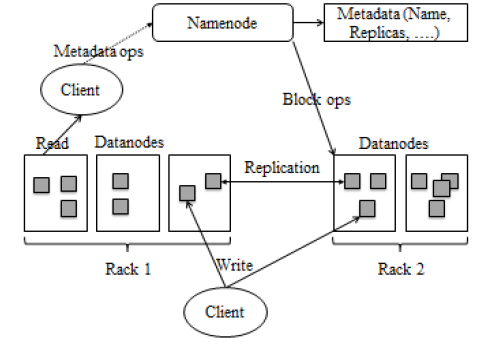 Namenode
Metadata (Name,
Replicas, ….)
Metadata ops
Client
Block ops
Read
Datanodes
Datanodes
Replication
Rack 1
Write
Rack 2
Client